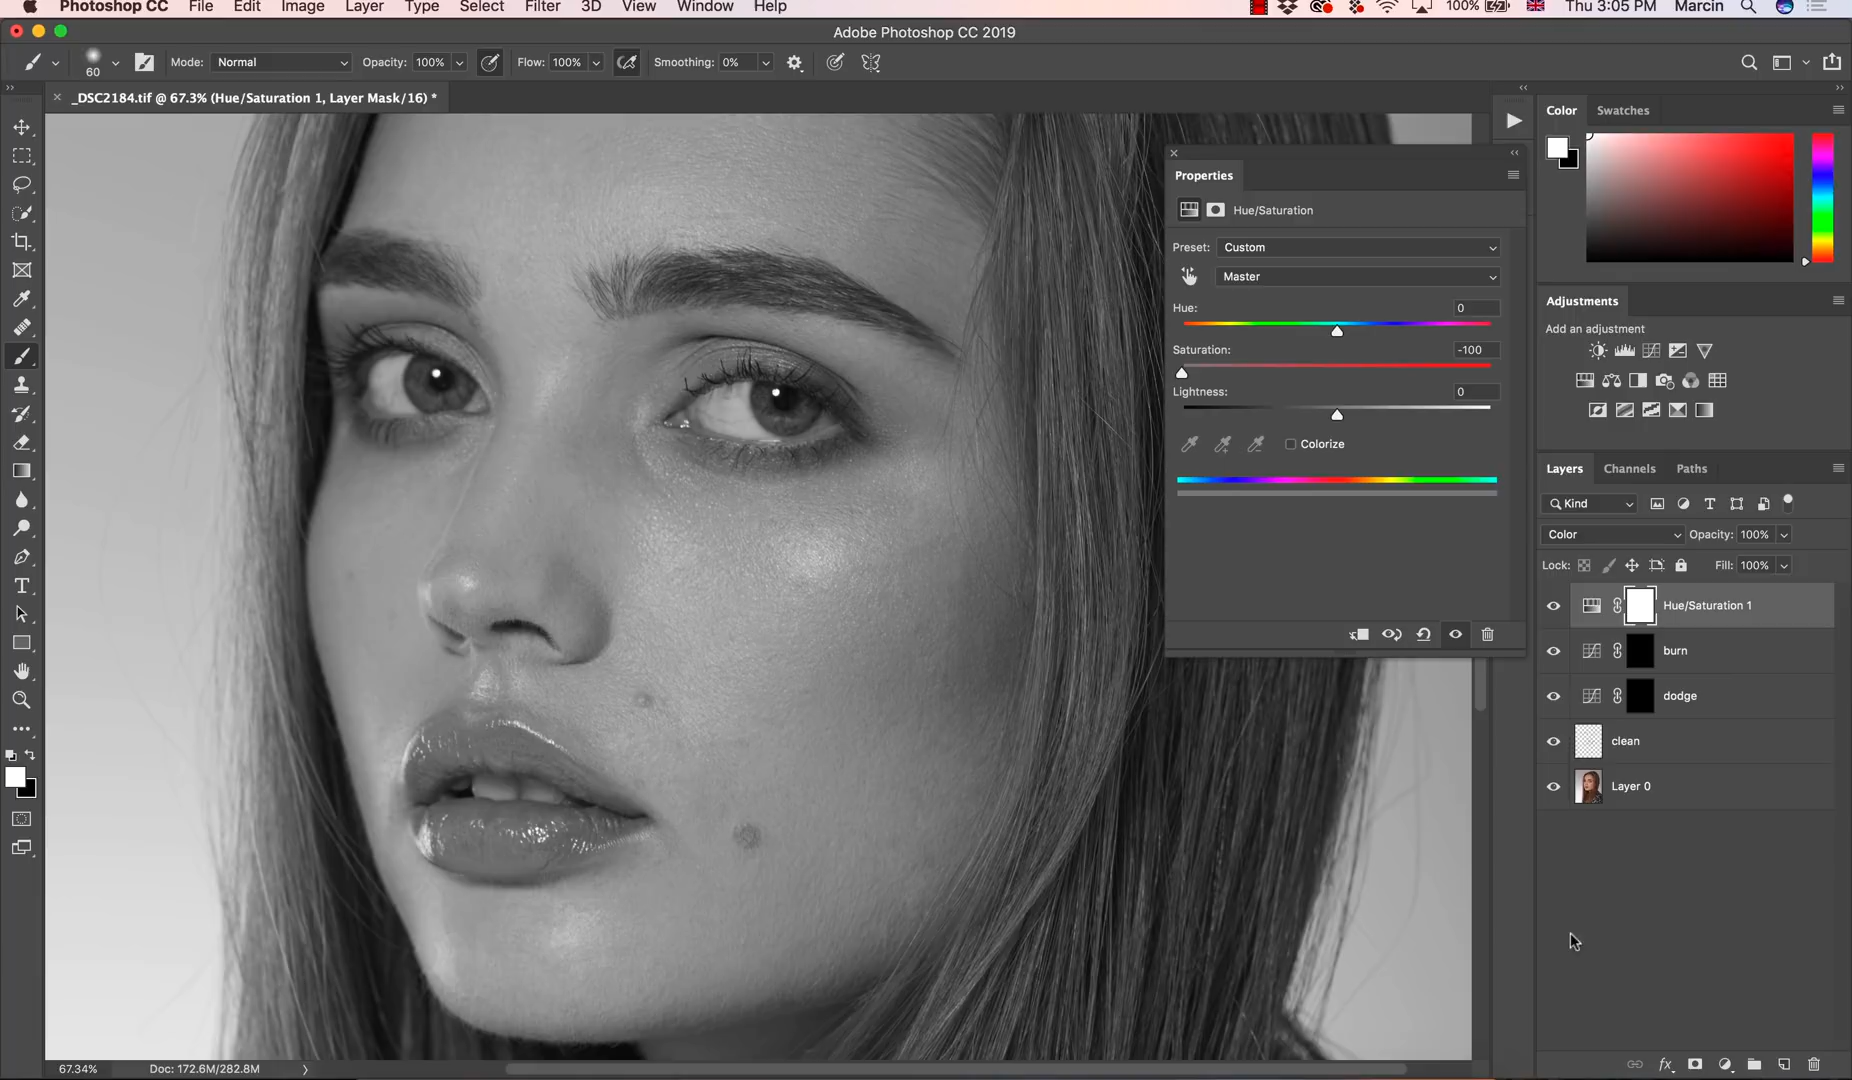 Photoshop CC File Edit Image Layer Type Select Filter 3D View Window Help 100% Thu 3:05 PM Marcin
Adobe Photoshop CC 2019
60 Mode: Normal Opacity: 100% Flow: 100% Smoothing: 0%
_DSC2184.tif @ 67.3% (Hue/Saturation 1, Layer Mask/16) *
Properties
Hue/Saturation
Preset: Custom
Master
Hue: 0
Saturation: -100
Lightness: 0
Colorize
Color Swatches
Adjustments
Add an adjustment
Layers Channels Paths
Kind
Color Opacity: 100%
Lock: Fill: 100%
Hue/Saturation 1
burn
dodge
clean
Layer 0
67.34% Doc: 172.6M/282.8M